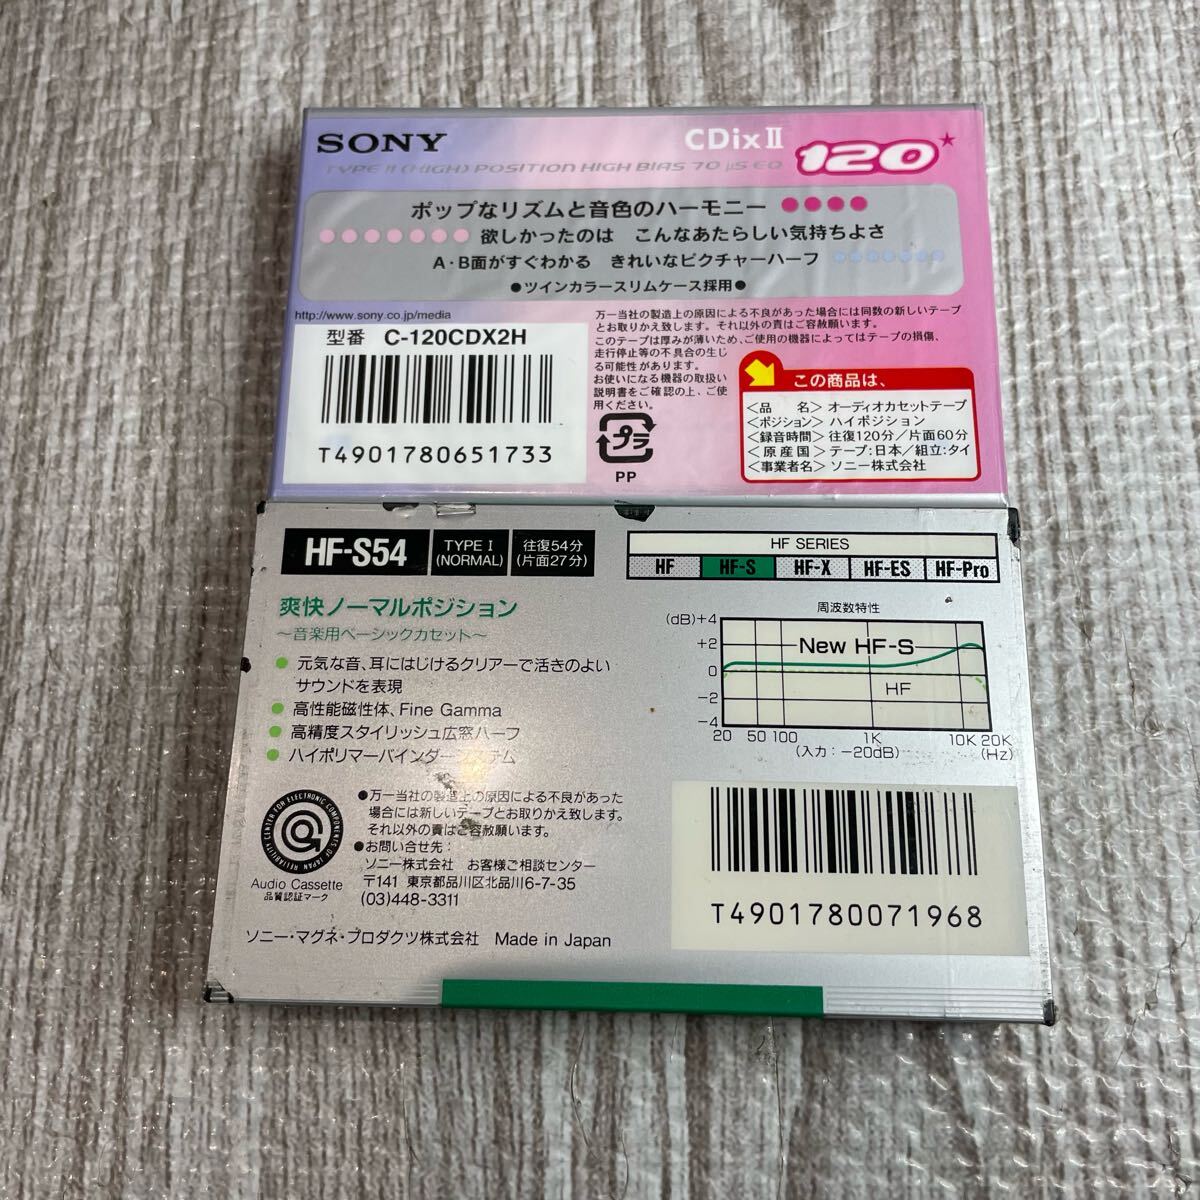 SONY
CDixⅡ 120
TYPE Ⅱ (HIGH) POSITION HIGH BIAS 70 μS EQ
ポップなリズムと音色のハーモニー
欲しかったのは こんなあたらしい気持ちよさ
A・B面がすぐわかる きれいなピクチャーハーフ
●ツインカラースリムケース採用●
http://www.sony.co.jp/media
型番 C-120CDX2H
T4901780651733
万一当社の製造上の原因による不良があった場合には同数の新しいテープ
とお取りかえ致します。それ以外の責はご容赦願います。
このテープは厚みが薄いため、ご使用の機器によってはテープの損傷、
走行停止等の不具合の生じ
る可能性があります。
お使いになる機器の取扱い
説明書をご確認の上、ご使
用ください。
プラ
PP
この商品は、
<品 名> オーディオカセットテープ
<ポジション> ハイポジション
<録音時間> 往復120分/片面60分
<原産国> テープ:日本/組立:タイ
<事業者名> ソニー株式会社
HF-S54
TYPE I
(NORMAL)
往復54分
(片面27分)
HF SERIES
HF HF-S HF-X HF-ES HF-Pro
爽快ノーマルポジション
~音楽用ベーシックカセット~
● 元気な音、耳にはじけるクリアーで活きのよい
サウンドを表現
● 高性能磁性体、Fine Gamma
● 高精度スタイリッシュ広窓ハーフ
● ハイポリマーバインダーシステム
周波数特性
(dB)+4
+2
0
-2
-4
New HF-S
HF
20 50 100 1K 10K 20K
(入力:-20dB) (Hz)
RELIABILITY CENTER FOR ELECTRONIC COMPONENTS OF JAPAN
Audio Cassette
品質認証マーク
●万一当社の製造上の原因による不良があった
場合には新しいテープとお取りかえ致します。
それ以外の責はご容赦願います。
●お問い合せ先:
ソニー株式会社 お客様ご相談センター
〒141 東京都品川区北品川6-7-35
(03)448-3311
ソニー・マグネ・プロダクツ株式会社 Made in Japan
T4901780071968